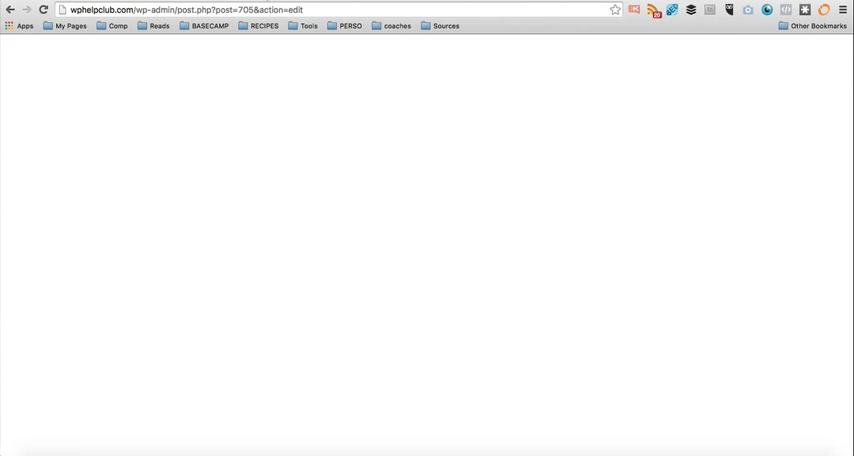 wphelpclub.com/wp-admin/post.php?post=705&action=edit
20
Apps My Pages Comp Reads BASECAMP RECIPES Tools PERSO coaches Sources Other Bookmarks